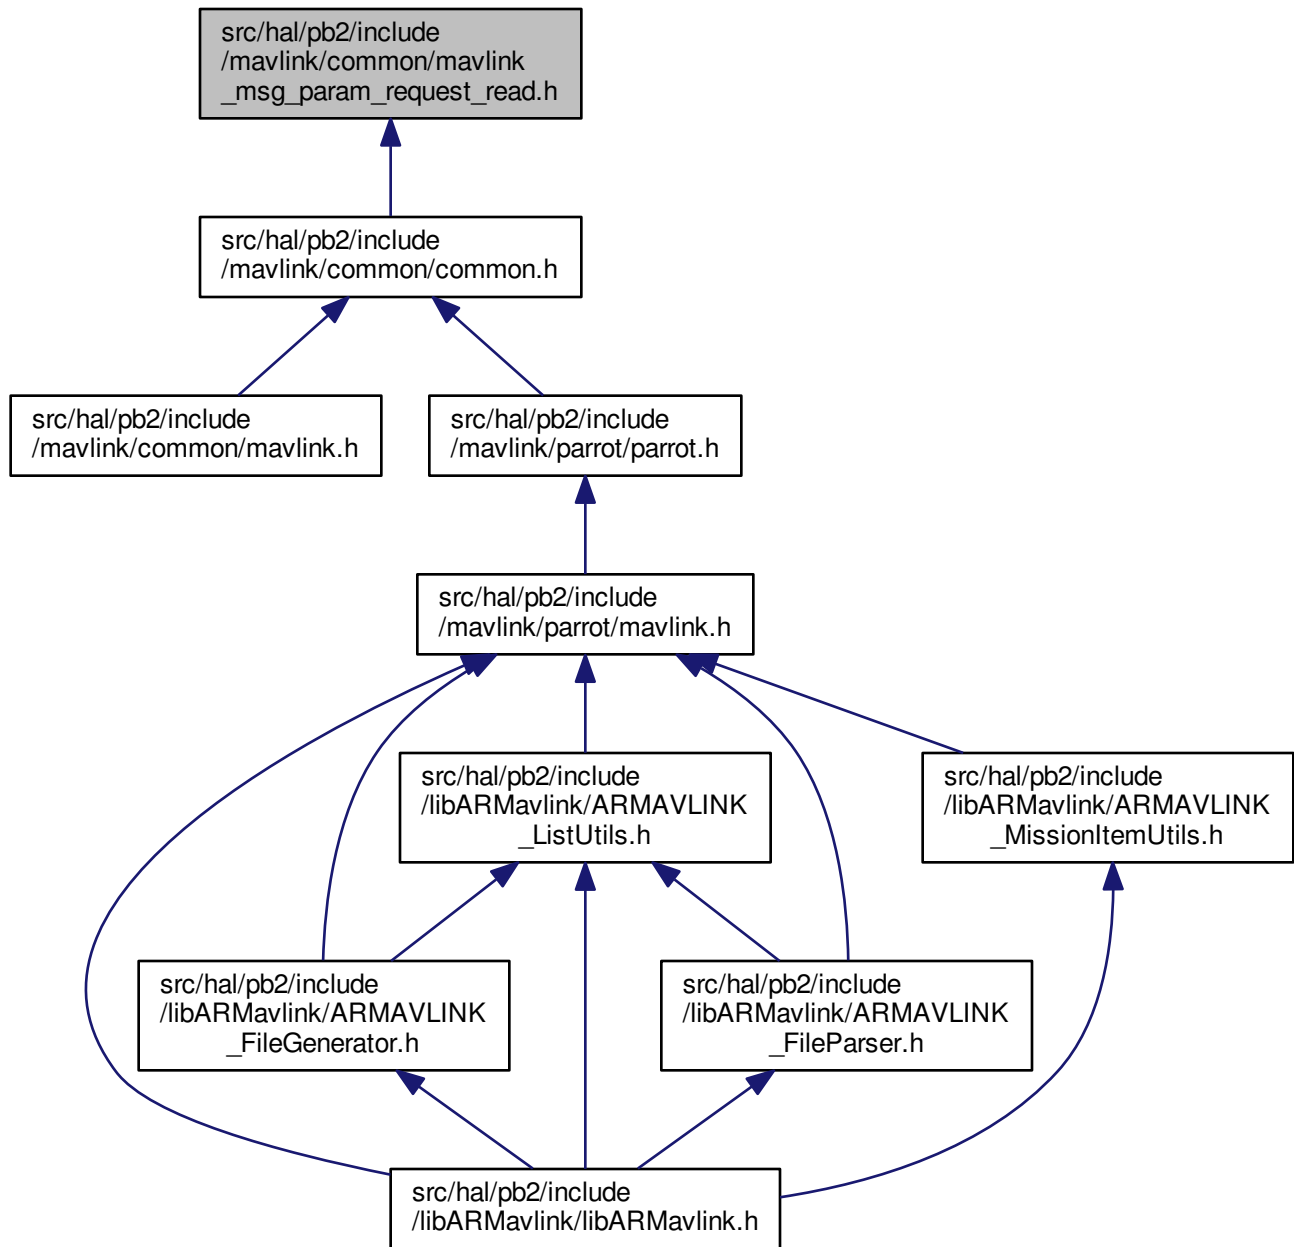 src/hal/pb2/include
/mavlink/common/mavlink
_msg_param_request_read.h
src/hal/pb2/include
/mavlink/common/common.h
src/hal/pb2/include
/mavlink/common/mavlink.h
src/hal/pb2/include
/mavlink/parrot/parrot.h
src/hal/pb2/include
/mavlink/parrot/mavlink.h
src/hal/pb2/include
/libARMavlink/ARMAVLINK
_ListUtils.h
src/hal/pb2/include
/libARMavlink/ARMAVLINK
_MissionItemUtils.h
src/hal/pb2/include
/libARMavlink/ARMAVLINK
_FileGenerator.h
src/hal/pb2/include
/libARMavlink/ARMAVLINK
_FileParser.h
src/hal/pb2/include
/libARMavlink/libARMavlink.h